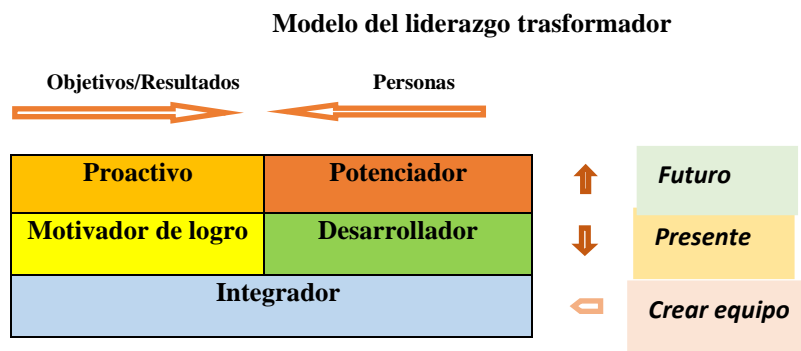 Modelo del liderazgo trasformador
Objetivos/Resultados Personas
Proactivo Potenciador Futuro
Motivador de logro Desarrollador Presente
Integrador Crear equipo